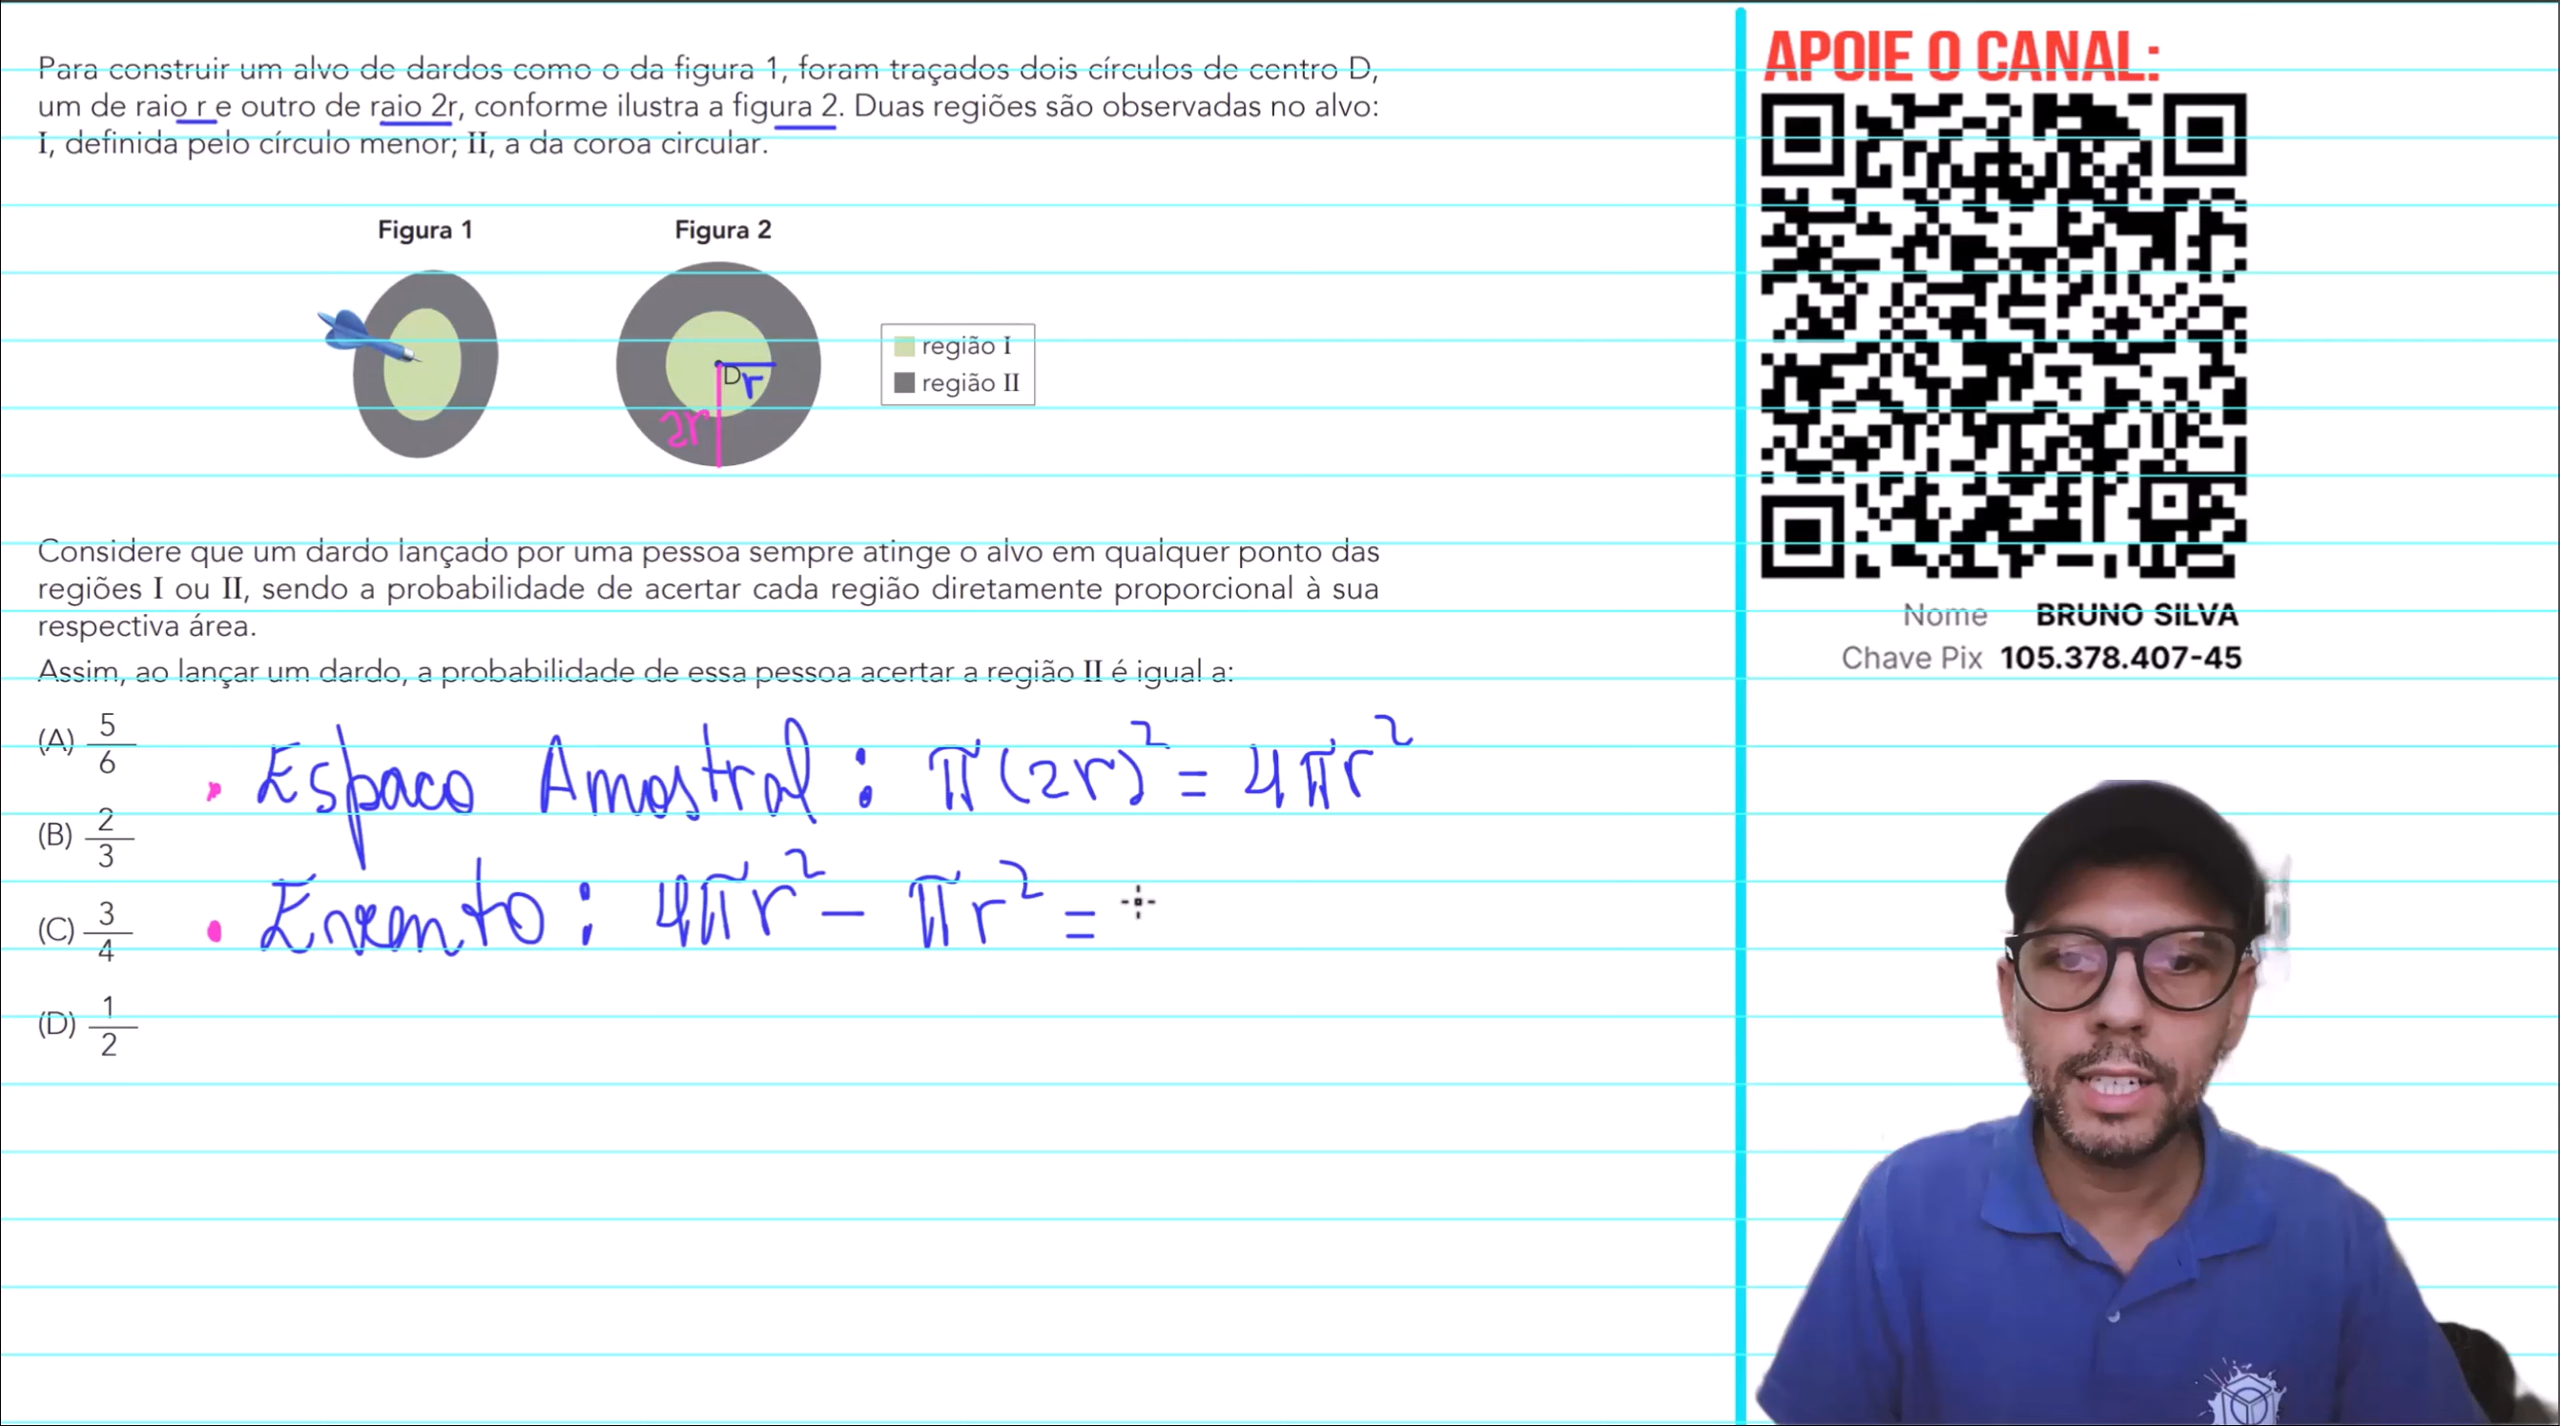 Para construir um alvo de dardos como o da figura 1, foram traçados dois círculos de centro D,
um de raio r e outro de raio 2r, conforme ilustra a figura 2. Duas regiões são observadas no alvo:
I, definida pelo círculo menor; II, a da coroa circular.
Figura 1
Figura 2
D
r
2r
região I
região II
Considere que um dardo lançado por uma pessoa sempre atinge o alvo em qualquer ponto das
regiões I ou II, sendo a probabilidade de acertar cada região diretamente proporcional à sua
respectiva área.
Assim, ao lançar um dardo, a probabilidade de essa pessoa acertar a região II é igual a:
(A) 5/6
(B) 2/3
(C) 3/4
(D) 1/2
• Espaco Amostral : π(2r)² = 4πr²
• Evento : 4πr² − πr² =
APOIE O CANAL:
Nome BRUNO SILVA
Chave Pix 105.378.407-45